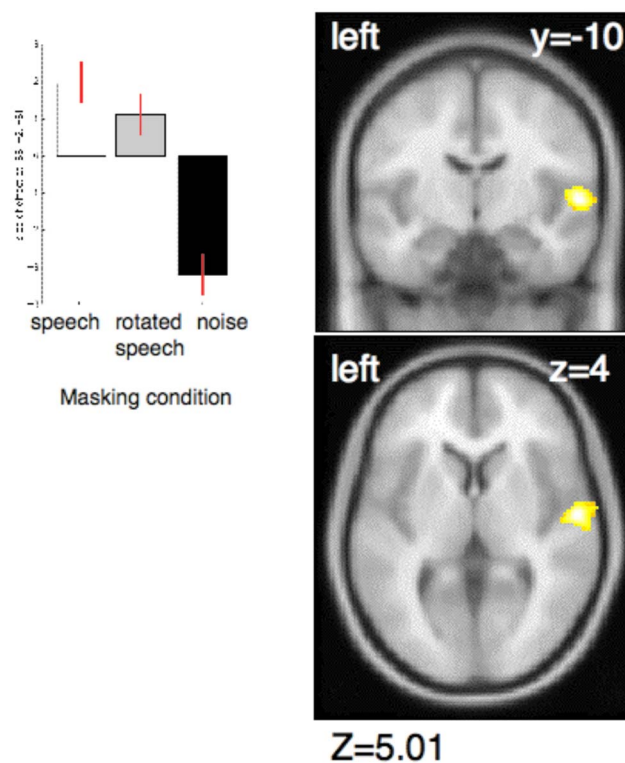 left y=-10
speech rotated noise
speech
Masking condition
left z=4
Z=5.01